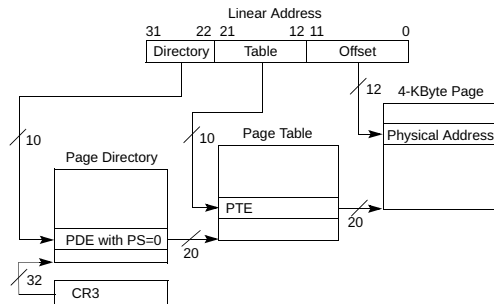 Linear Address
31 22 21 12 11 0
Directory Table Offset
12
4-KByte Page
10
10
Page Table
Physical Address
Page Directory
PTE
20
PDE with PS=0
20
32
CR3